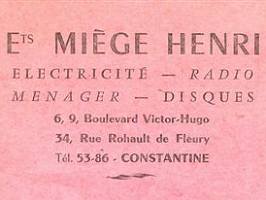 ETS MIÈGE HENRI
ELECTRICITÉ — RADIO
MENAGER — DISQUES
6, 9, Boulevard Victor-Hugo
34, Rue Rohault de Fleury
Tél. 53-86 - CONSTANTINE